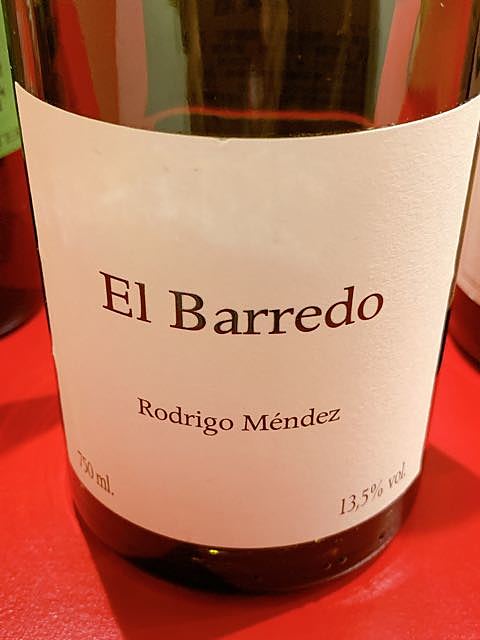 El Barredo
Rodrigo Méndez
750 ml.
13,5% vol.